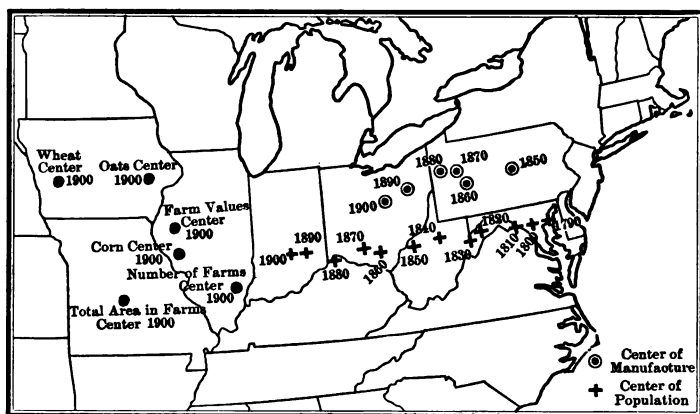 Wheat
Center
1900
Oats Center
1900
Farm Values
Center
1900
Corn Center
1900
Number of Farms
Center
1900
Total Area in Farms
Center 1900
1900
1890
1880
1870
1860
1850
1840
1830
1820
1810
1800
1790
1900
1890
1880
1870
1860
1850
Center of
Manufacture
Center of
Population